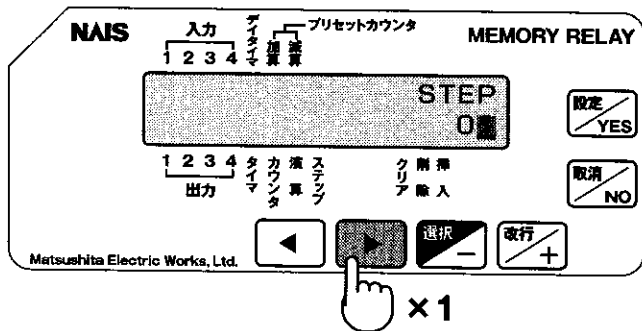 NAIS
MEMORY RELAY
入力
1 2 3 4
デイタイマ
加算
減算
プリセットカウンタ
STEP
0
設定/YES
1 2 3 4
出力
タイマ
カウンタ
演算
ステップ
クリア
削除
挿入
取消/NO
Matsushita Electric Works, Ltd.
◀
▶
選択/−
改行/+
×1